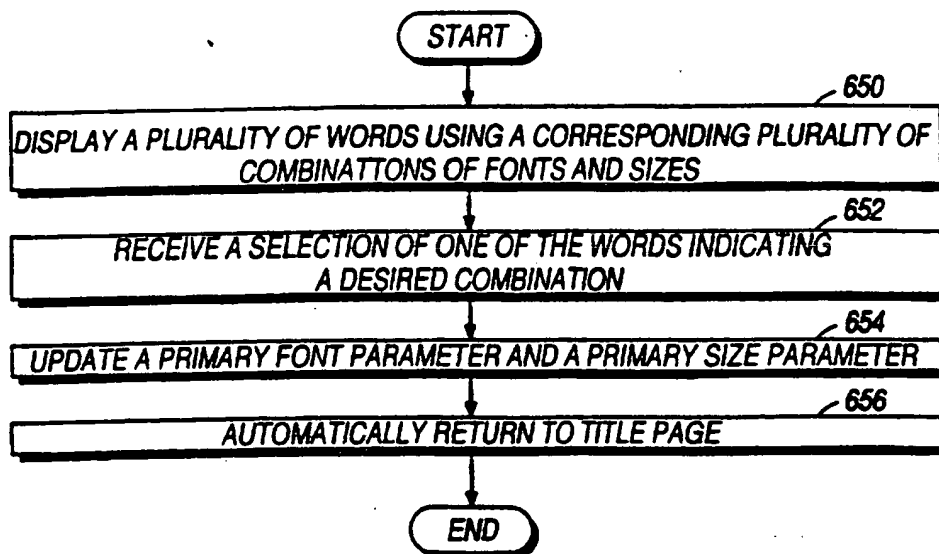 START
650
DISPLAY A PLURALITY OF WORDS USING A CORRESPONDING PLURALITY OF
COMBINATTONS OF FONTS AND SIZES
652
RECEIVE A SELECTION OF ONE OF THE WORDS INDICATING
A DESIRED COMBINATION
654
UPDATE A PRIMARY FONT PARAMETER AND A PRIMARY SIZE PARAMETER
656
AUTOMATICALLY RETURN TO TITLE PAGE
END